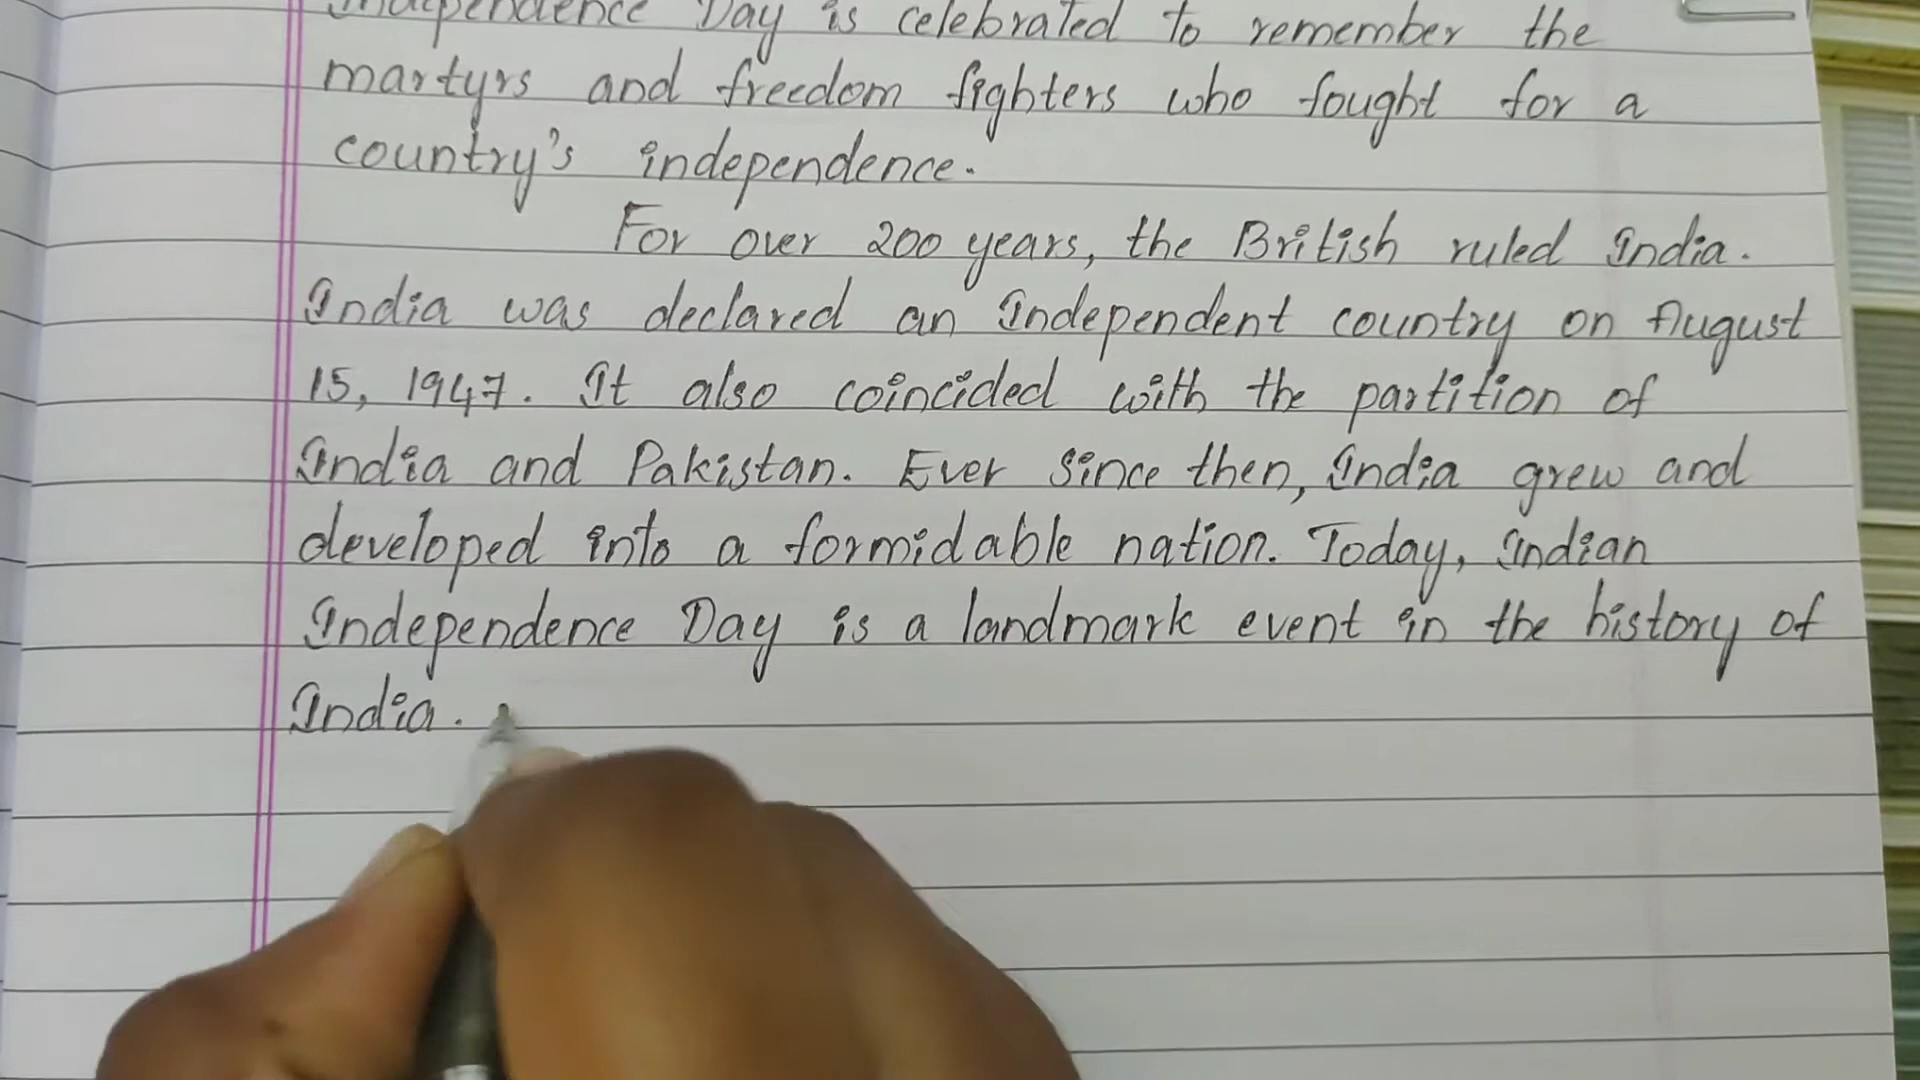 Independence Day is celebrated to remember the
martyrs and freedom fighters who fought for a
country's independence.
For over 200 years, the British ruled India.
India was declared an Independent country on August
15, 1947. It also coincided with the partition of
India and Pakistan. Ever since then, India grew and
developed into a formidable nation. Today, Indian
Independence Day is a landmark event in the history of
India.